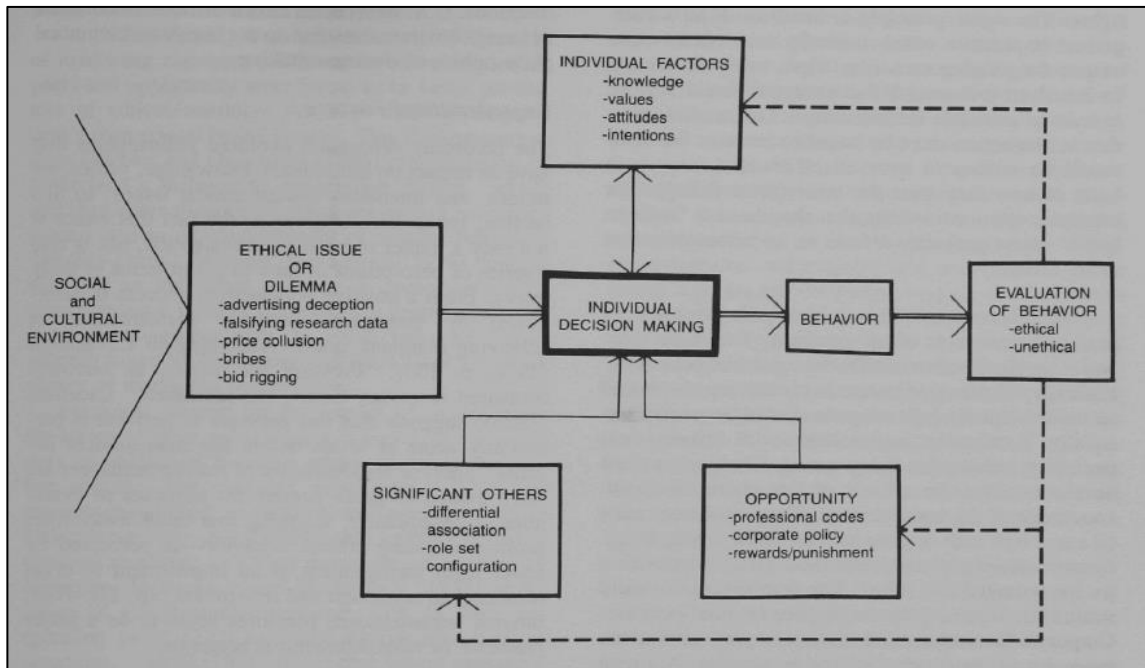 INDIVIDUAL FACTORS
-knowledge
-values
-attitudes
-intentions
SOCIAL
and
CULTURAL
ENVIRONMENT
ETHICAL ISSUE
OR
DILEMMA
-advertising deception
-falsifying research data
-price collusion
-bribes
-bid rigging
INDIVIDUAL
DECISION MAKING
BEHAVIOR
EVALUATION
OF BEHAVIOR
-ethical
-unethical
SIGNIFICANT OTHERS
-differential
association
-role set
configuration
OPPORTUNITY
-professional codes
-corporate policy
-rewards/punishment